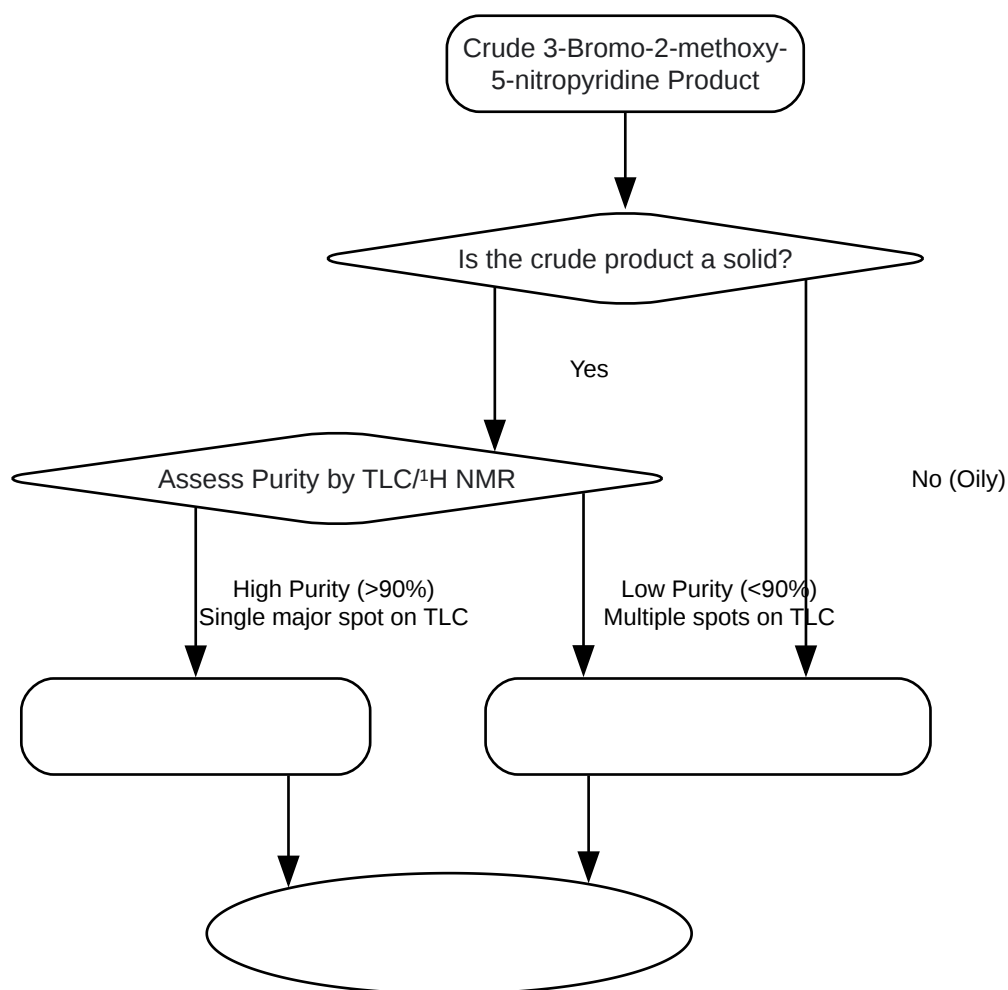 Crude 3-Bromo-2-methoxy-
5-nitropyridine Product
Is the crude product a solid?
Yes
Assess Purity by TLC/¹H NMR
No (Oily)
High Purity (>90%)
Single major spot on TLC
Low Purity (<90%)
Multiple spots on TLC